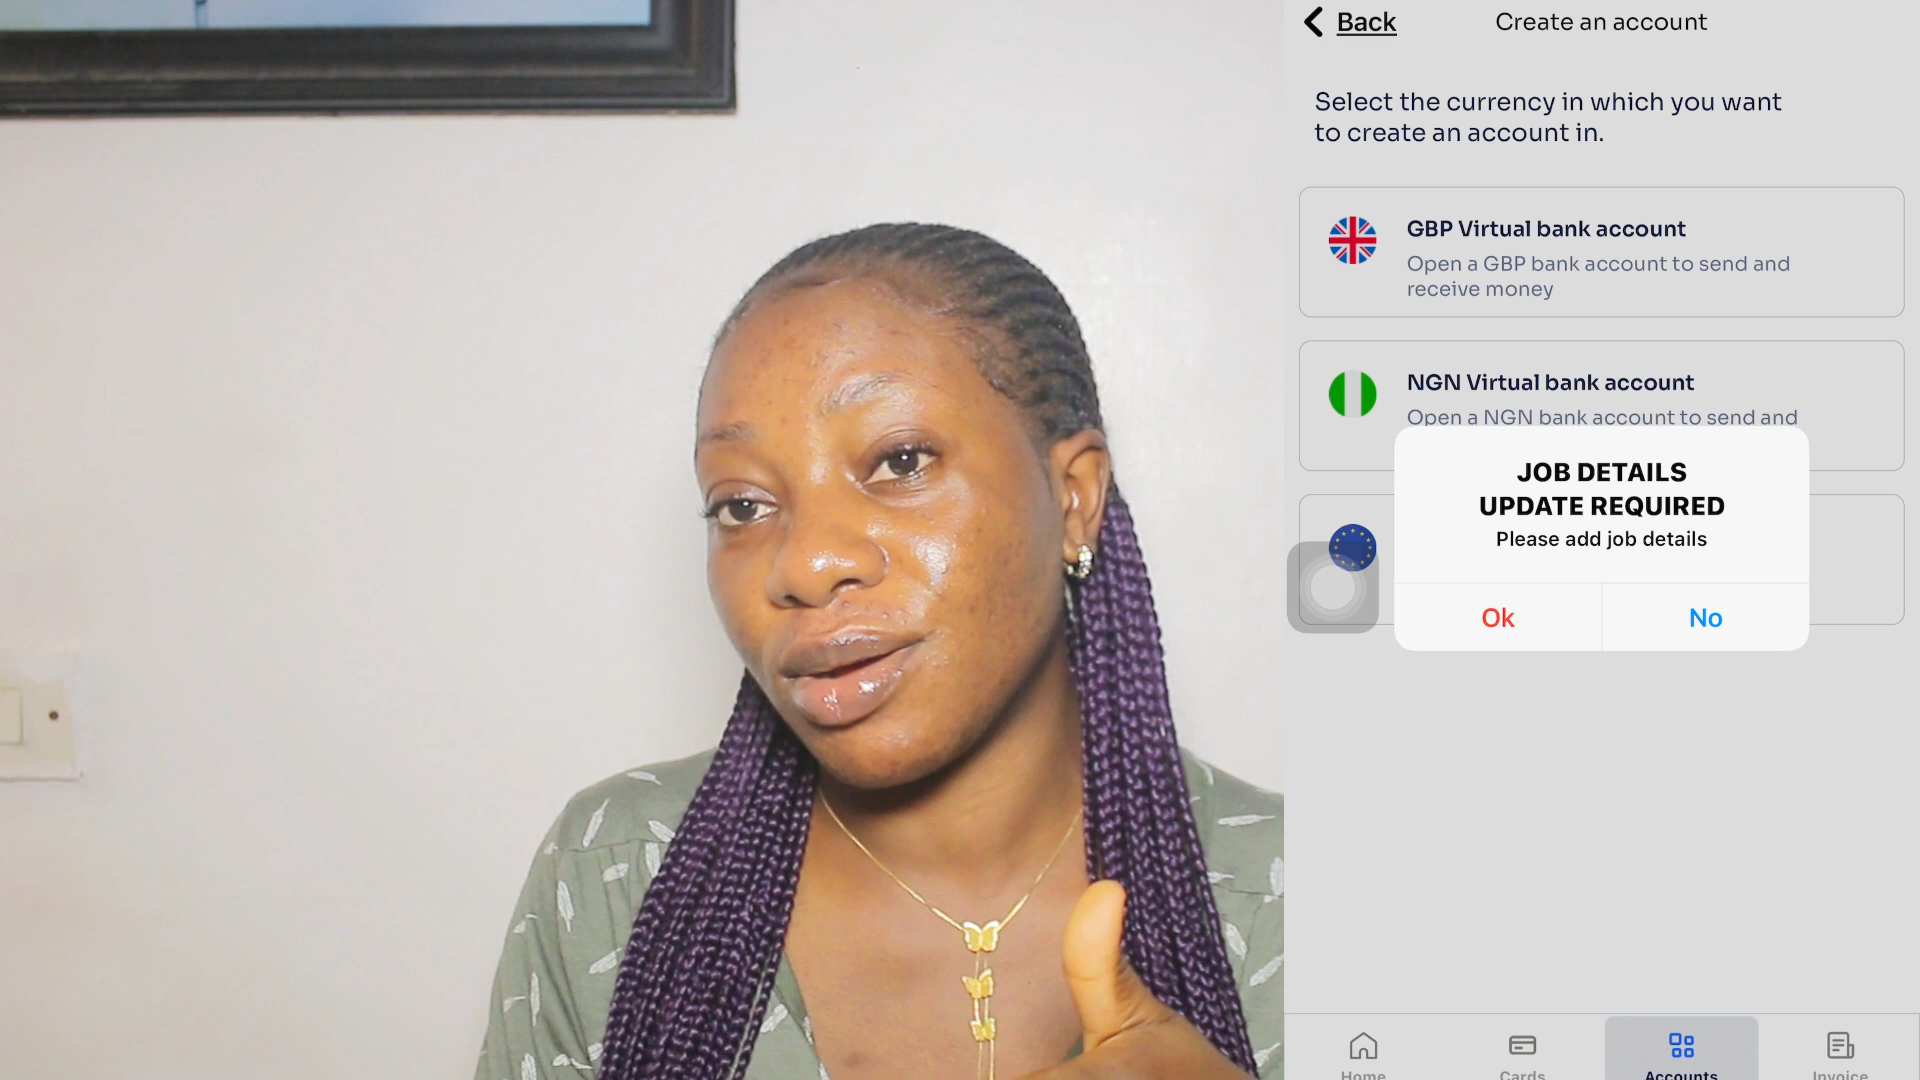 Back
Create an account
Select the currency in which you want
to create an account in.
GBP Virtual bank account
Open a GBP bank account to send and
receive money
NGN Virtual bank account
Open a NGN bank account to send and
JOB DETAILS
UPDATE REQUIRED
Please add job details
Ok
No
Home
Cards
Accounts
Invoice